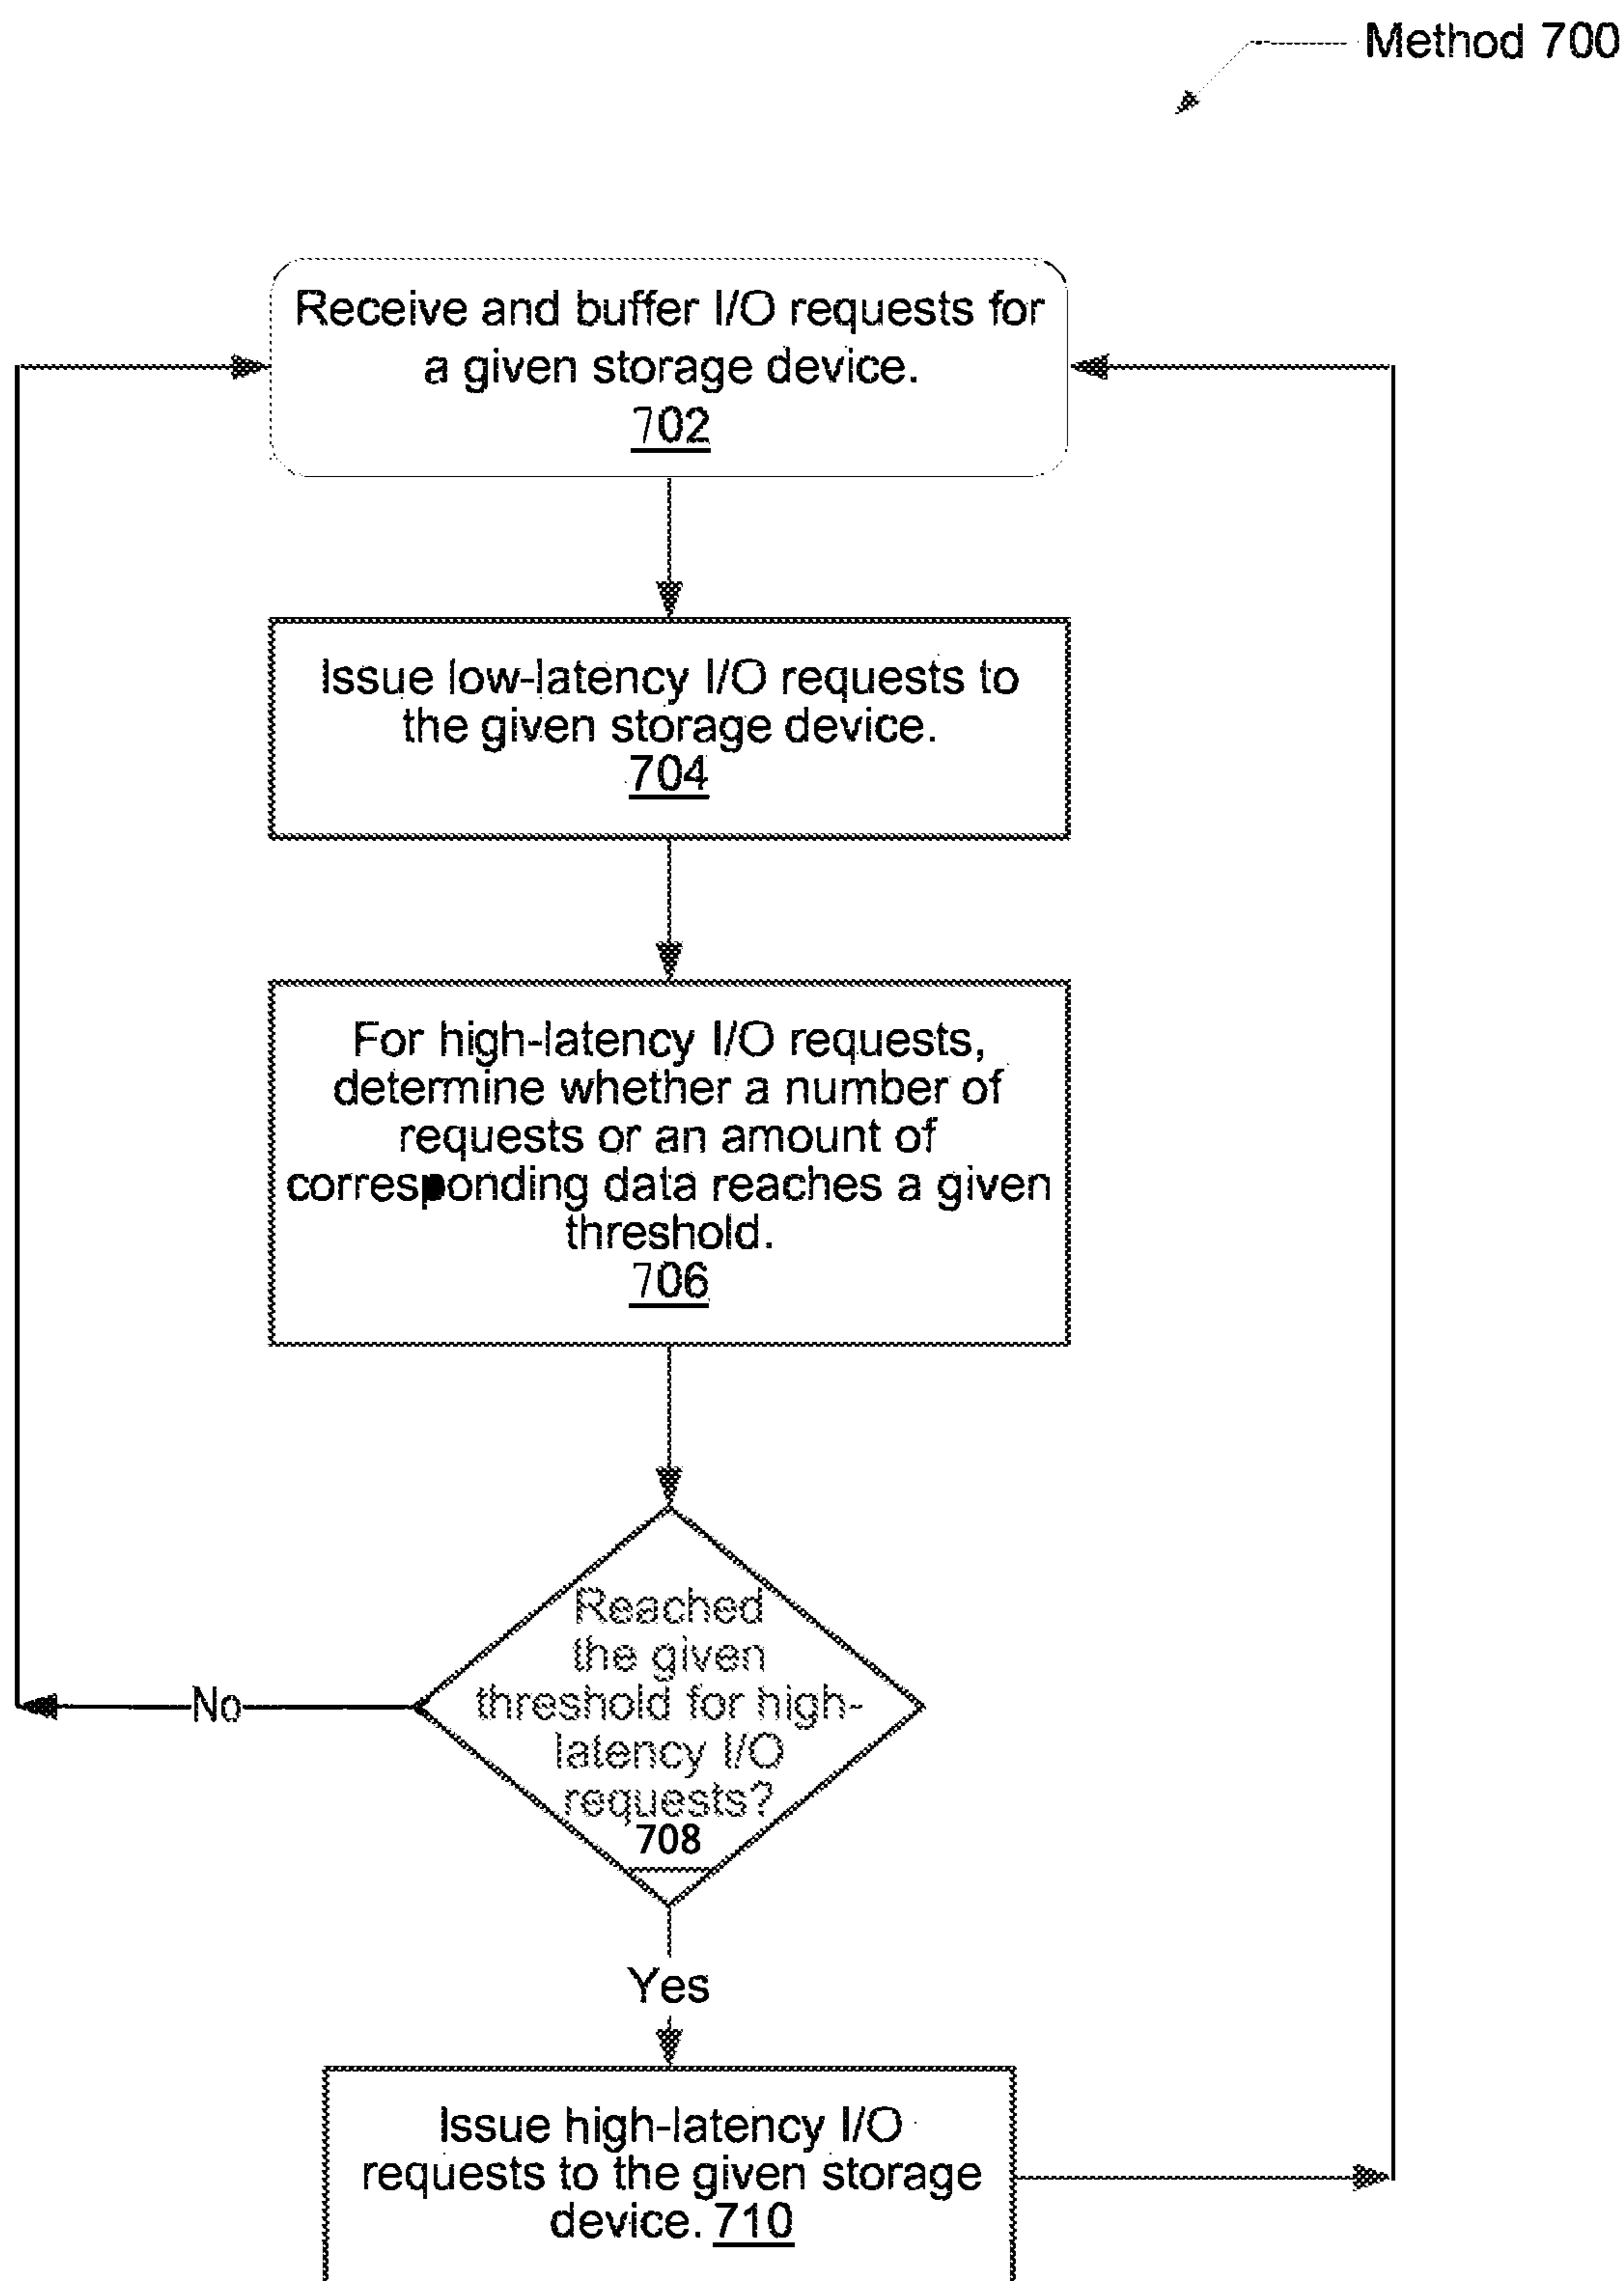 Method 700
Receive and buffer I/O requests for
a given storage device.
702
Issue low-latency I/O requests to
the given storage device.
704
For high-latency I/O requests,
determine whether a number of
requests or an amount of
corresponding data reaches a given
threshold.
706
Reached
the given
threshold for high-
latency I/O
requests?
708
No
Yes
Issue high-latency I/O
requests to the given storage
device. 710